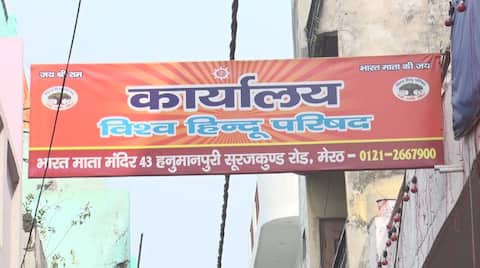 जय श्री राम
भारत माता की जय
कार्यालय
विश्व हिन्दू परिषद
भारत माता मंदिर 43 हनुमानपुरी सूरजकुण्ड रोड, मेरठ - 0121-2667900